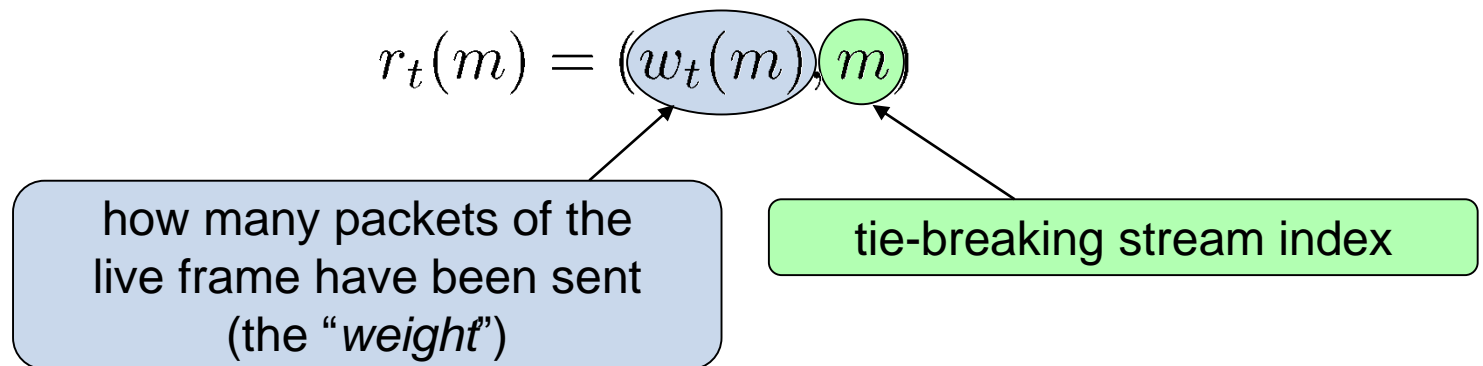 r_t(m) = (w_t(m), m)
how many packets of the
live frame have been sent
(the “weight”)
tie-breaking stream index